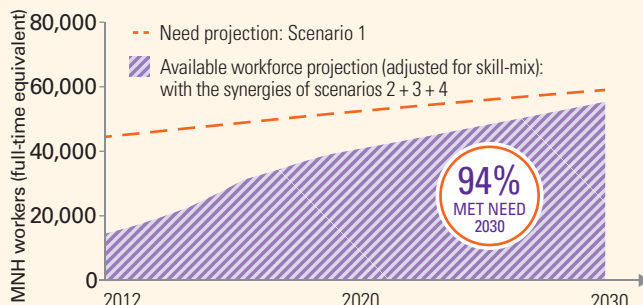 MNH workers (full-time equivalent)
80,000
60,000
40,000
20,000
0
Need projection: Scenario 1
Available workforce projection (adjusted for skill-mix):
with the synergies of scenarios 2 + 3 + 4
94%
MET NEED
2030
2012
2020
2030